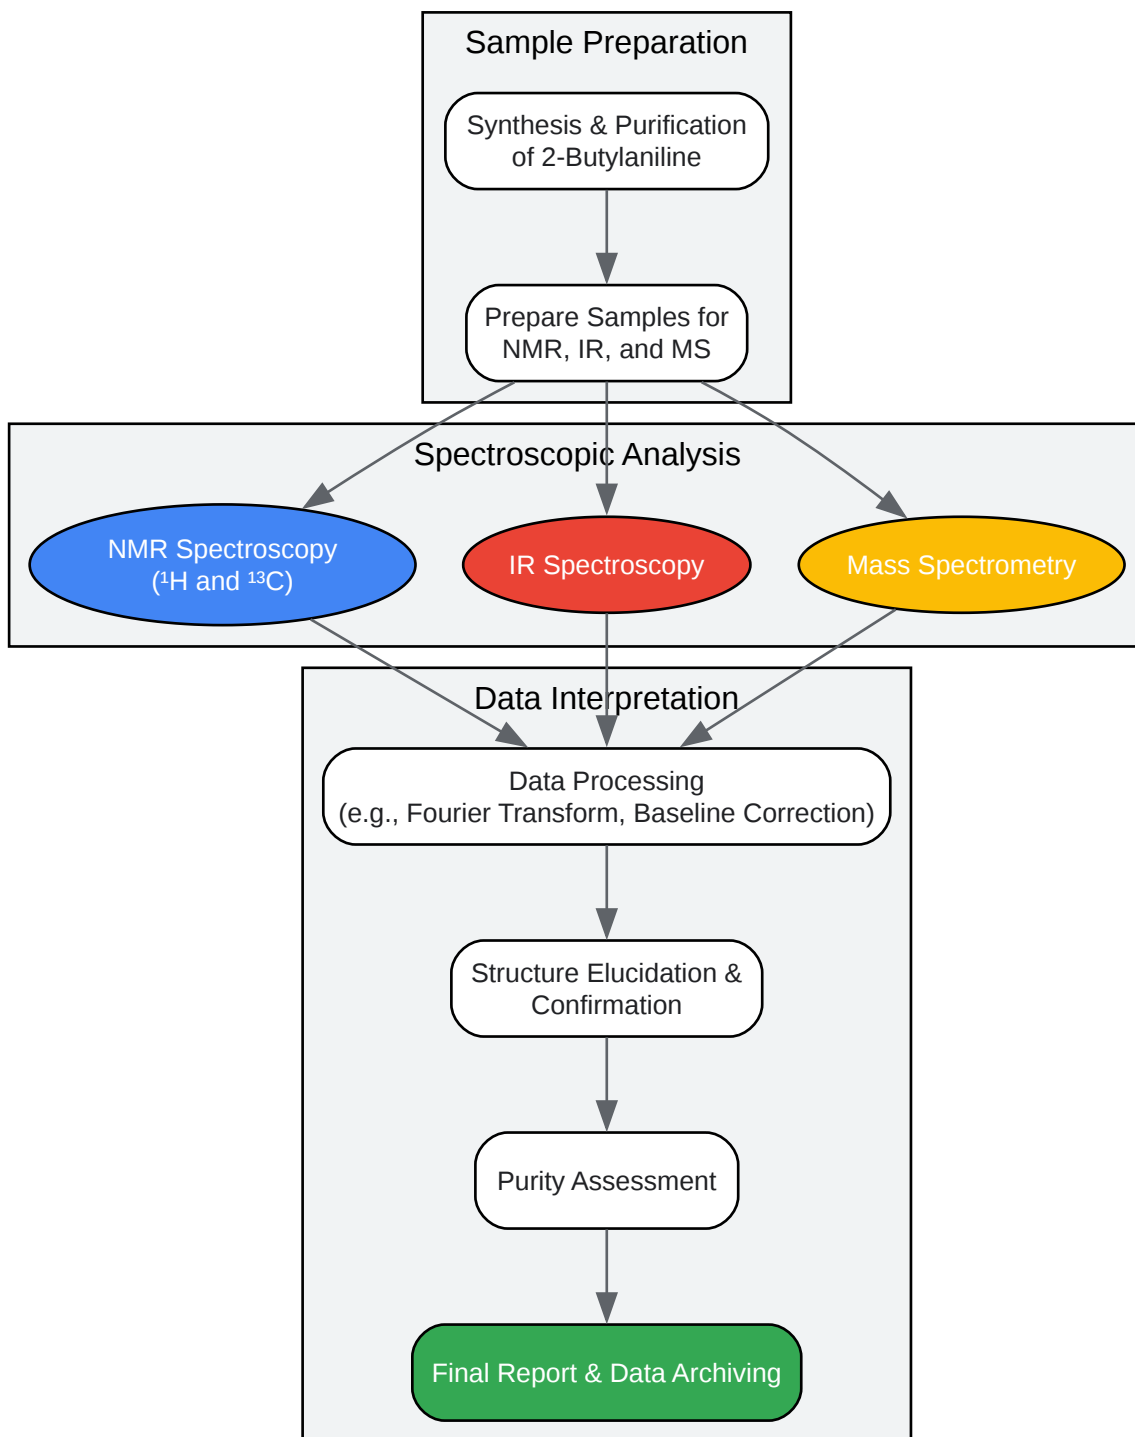 Sample Preparation
Synthesis & Purification
of 2-Butylaniline
Prepare Samples for
NMR, IR, and MS
Spectroscopic Analysis
NMR Spectroscopy
(¹H and ¹³C)
IR Spectroscopy
Mass Spectrometry
Data Interpretation
Data Processing
(e.g., Fourier Transform, Baseline Correction)
Structure Elucidation &
Confirmation
Purity Assessment
Final Report & Data Archiving